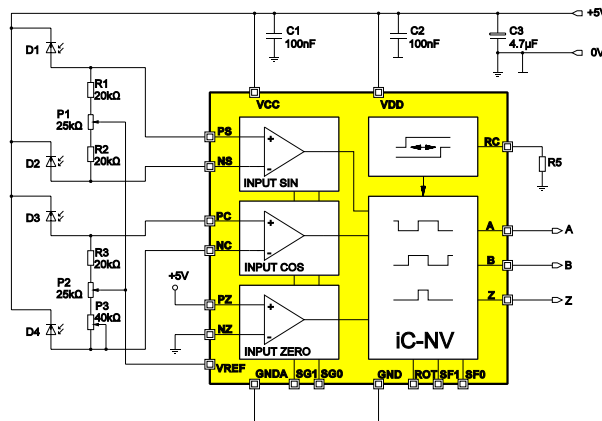 +5V
C1
100nF
C2
100nF
C3
4.7µF
0V
D1
R1
20kΩ
P1
25kΩ
R2
20kΩ
D2
D3
R3
20kΩ
P2
25kΩ
P3
40kΩ
D4
+5V
VCC
VDD
PS
NS
INPUT SIN
PC
NC
INPUT COS
PZ
NZ
INPUT ZERO
VREF
RC
R5
A
A
B
B
Z
Z
iC-NV
GNDA
SG1
SG0
GND
ROT
SF1
SF0